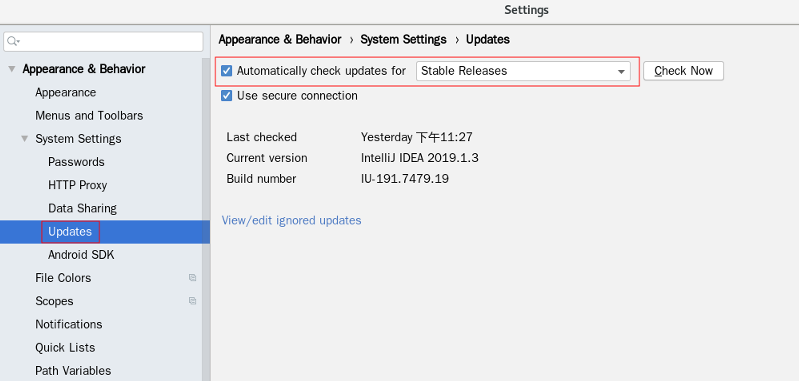 Settings
Appearance & Behavior
Appearance
Menus and Toolbars
System Settings
Passwords
HTTP Proxy
Data Sharing
Updates
Android SDK
File Colors
Scopes
Notifications
Quick Lists
Path Variables
Appearance & Behavior › System Settings › Updates
Automatically check updates for Stable Releases Check Now
Use secure connection
Last checked Yesterday 下午11:27
Current version IntelliJ IDEA 2019.1.3
Build number IU-191.7479.19
View/edit ignored updates